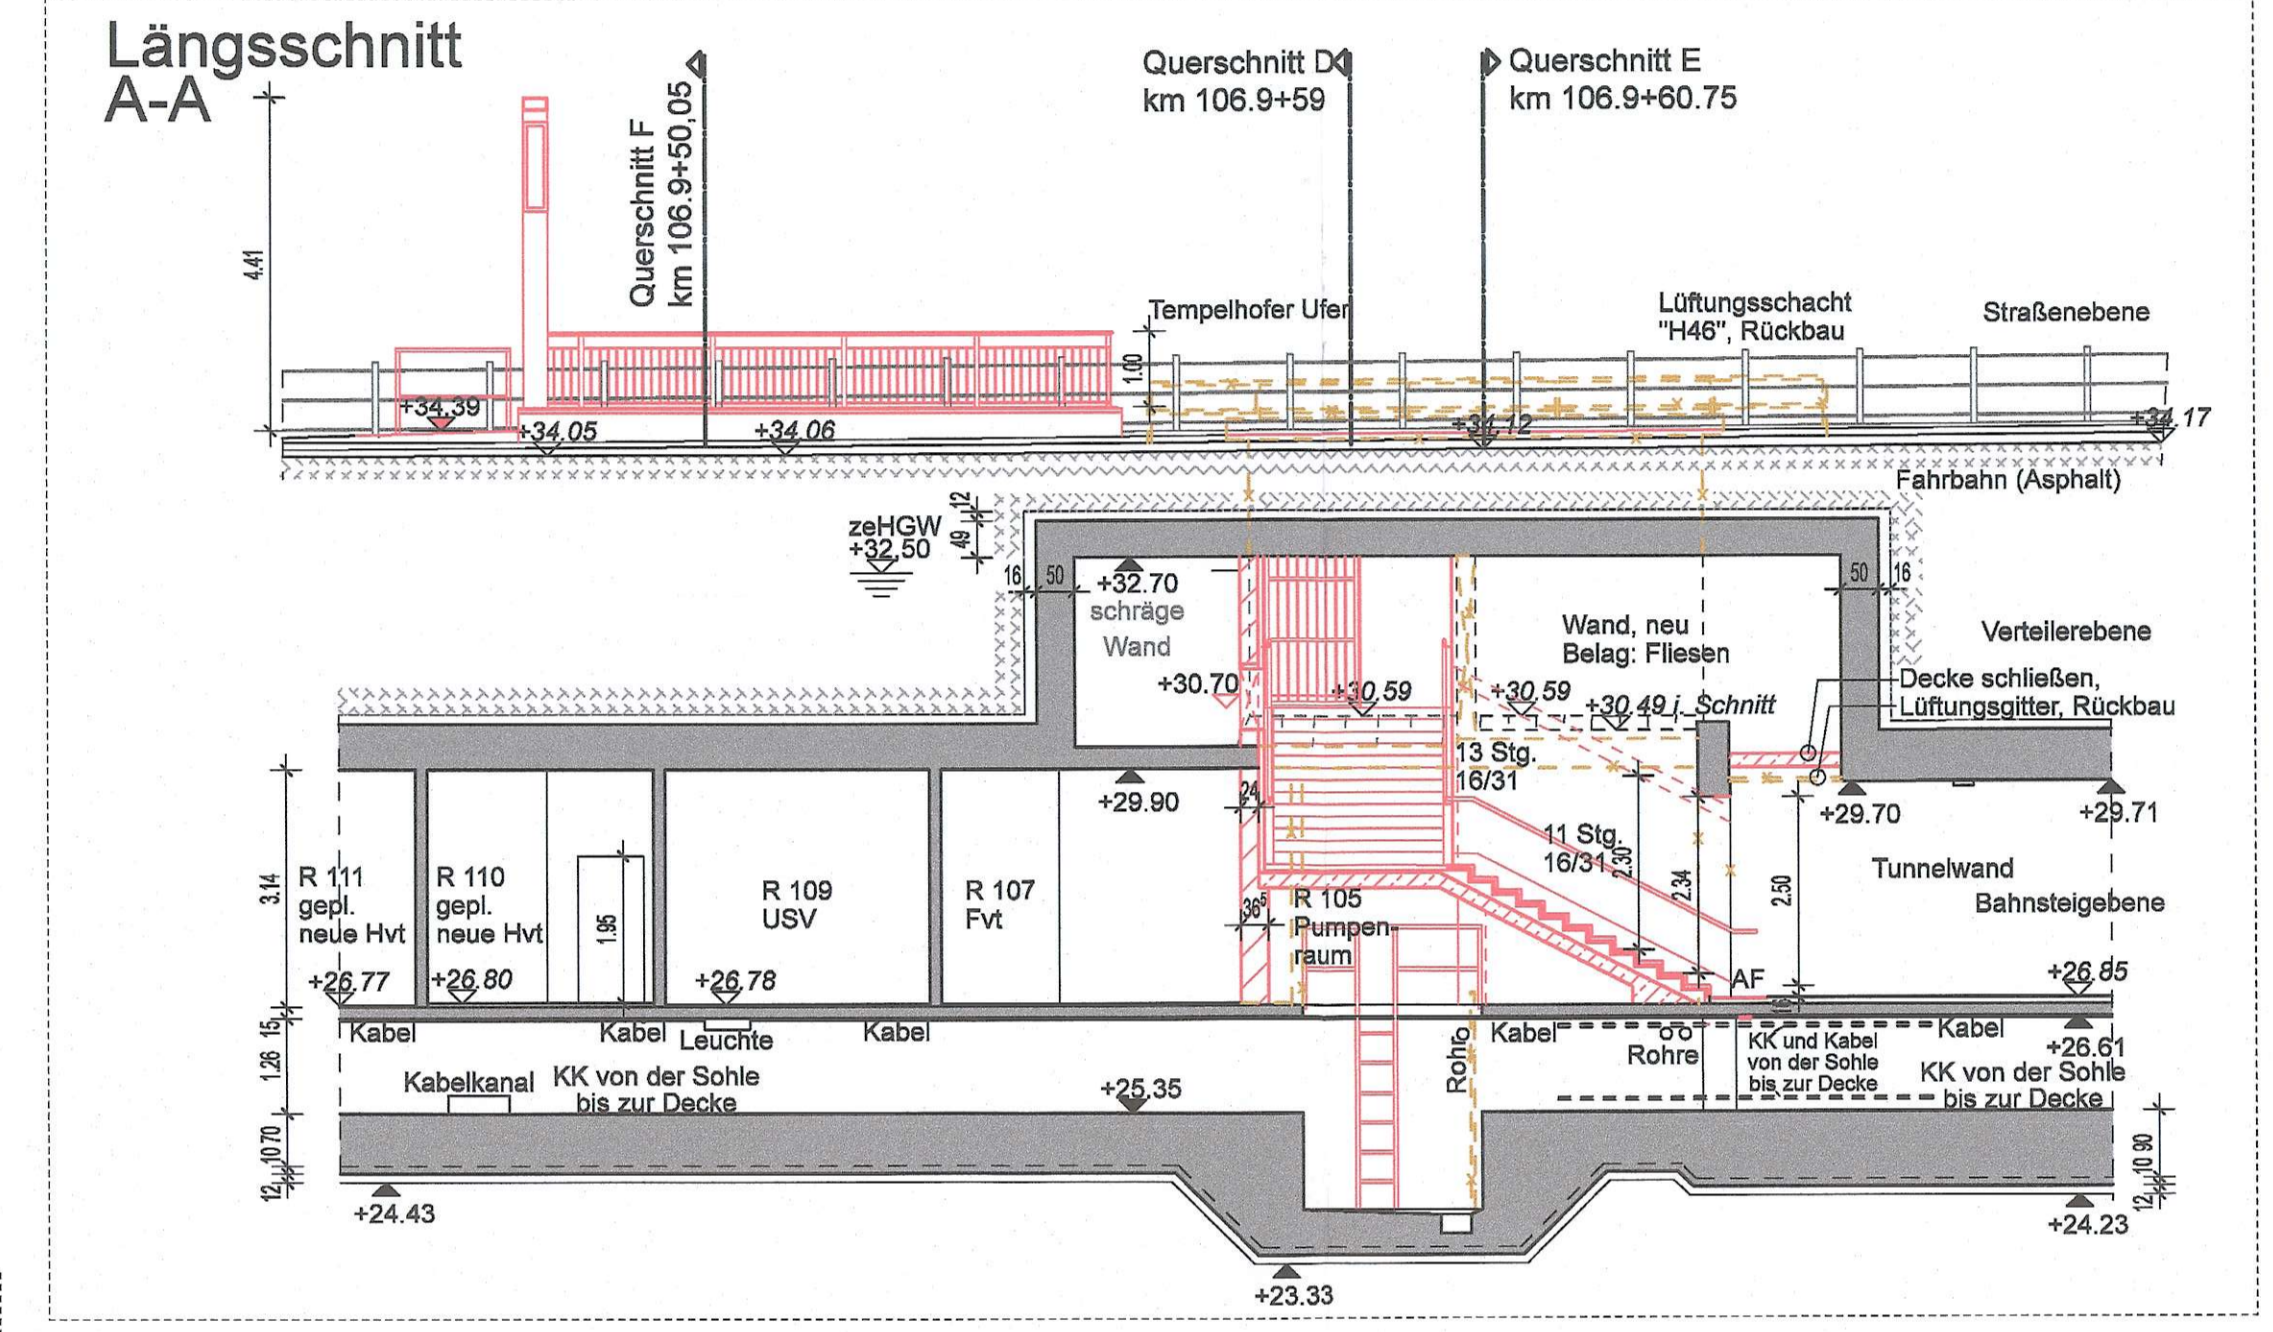 Längsschnitt
A-A
Querschnitt F
km 106.9+50,05
Querschnitt D
km 106.9+59
Querschnitt E
km 106.9+60.75
4.41
Tempelhofer Ufer
Lüftungsschacht
"H46", Rückbau
Straßenebene
1.00
+34.39
+34.05
+34.06
+34.12
+34.17
Fahrbahn (Asphalt)
zeHGW
+32,50
12
49
16
50
+32.70
schräge
Wand
50
16
Wand, neu
Belag: Fliesen
Verteilerebene
+30.70
+30.59
+30.59
+30.49 i. Schnitt
Decke schließen,
Lüftungsgitter, Rückbau
13 Stg.
16/31
+29.90
24
+29.70
+29.71
11 Stg.
16/31
2.30
2.34
2.50
3.14
R 111
gepl.
neue Hvt
R 110
gepl.
neue Hvt
1.95
R 109
USV
R 107
Fvt
36⁵
R 105
Pumpen-
raum
Tunnelwand
Bahnsteigebene
+26.77
+26.80
+26.78
AF
+26.85
15
Kabel
Kabel
Leuchte
Kabel
Rohr
Kabel
Rohre
KK und Kabel
von der Sohle
bis zur Decke
Kabel
+26.61
1.26
Kabelkanal
KK von der Sohle
bis zur Decke
+25.35
KK von der Sohle
bis zur Decke
70
10
12
90
10
12
+24.43
+24.23
+23.33